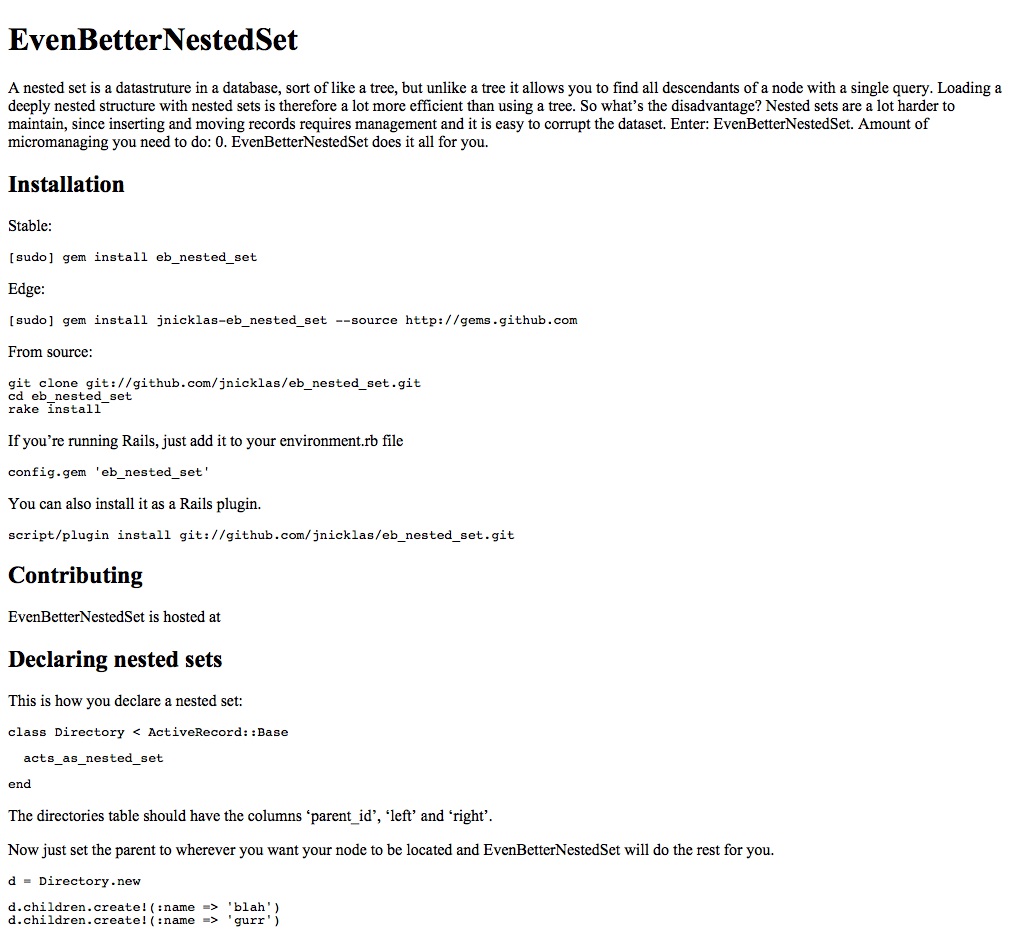 EvenBetterNestedSet
A nested set is a datastruture in a database, sort of like a tree, but unlike a tree it allows you to find all descendants of a node with a single query. Loading a
deeply nested structure with nested sets is therefore a lot more efficient than using a tree. So what’s the disadvantage? Nested sets are a lot harder to
maintain, since inserting and moving records requires management and it is easy to corrupt the dataset. Enter: EvenBetterNestedSet. Amount of
micromanaging you need to do: 0. EvenBetterNestedSet does it all for you.
Installation
Stable:
[sudo] gem install eb_nested_set
Edge:
[sudo] gem install jnicklas-eb_nested_set --source http://gems.github.com
From source:
git clone git://github.com/jnicklas/eb_nested_set.git
cd eb_nested_set
rake install
If you’re running Rails, just add it to your environment.rb file
config.gem 'eb_nested_set'
You can also install it as a Rails plugin.
script/plugin install git://github.com/jnicklas/eb_nested_set.git
Contributing
EvenBetterNestedSet is hosted at
Declaring nested sets
This is how you declare a nested set:
class Directory < ActiveRecord::Base
  acts_as_nested_set
end
The directories table should have the columns ‘parent_id’, ‘left’ and ‘right’.
Now just set the parent to wherever you want your node to be located and EvenBetterNestedSet will do the rest for you.
d = Directory.new
d.children.create!(:name => 'blah')
d.children.create!(:name => 'gurr')